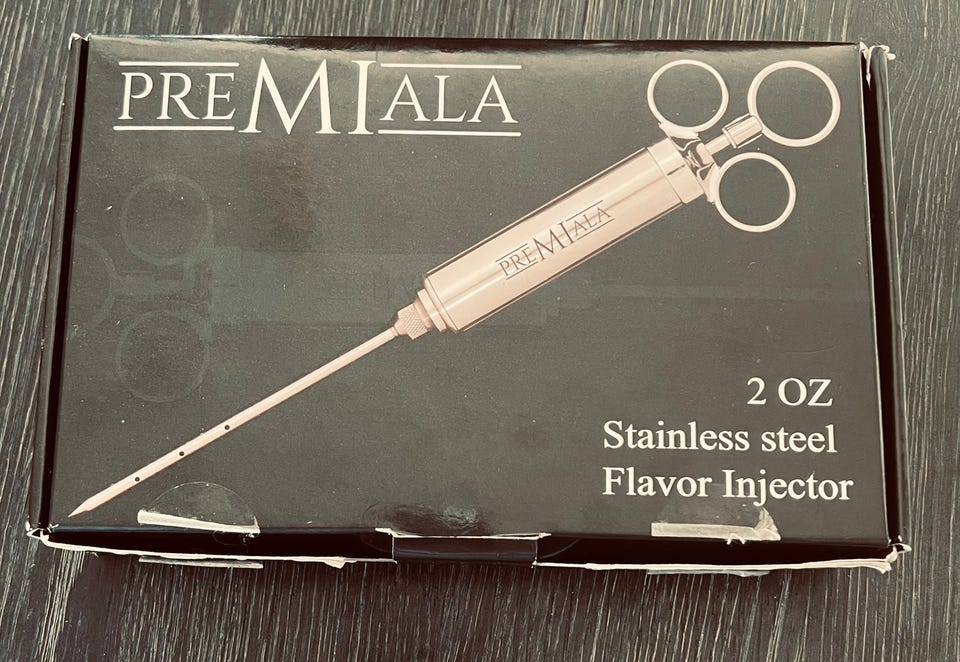 PREMIALA
PREMIALA
2 OZ
Stainless steel
Flavor Injector